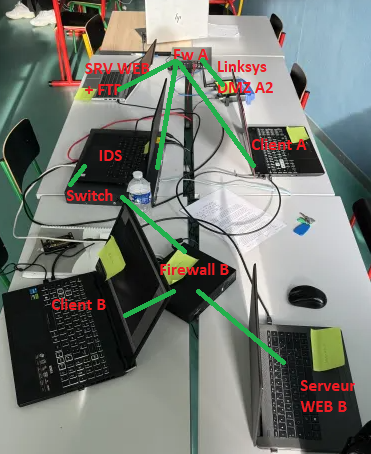 Fw A
SRV WEB
+ FTP
Linksys
DMZ A2
Client A
IDS
Switch
Firewall B
Client B
Serveur
WEB B